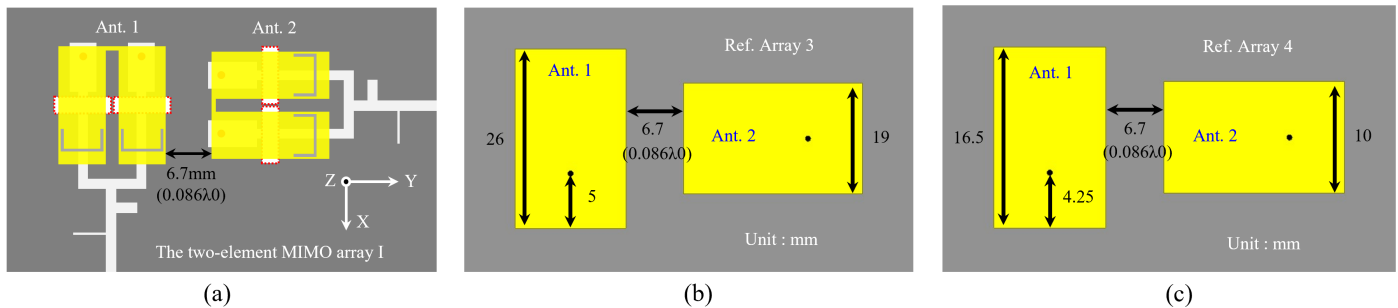 Ant. 1
Ant. 2
6.7mm
(0.086λ0)
Z
Y
X
The two-element MIMO array I
(a)
Ref. Array 3
Ant. 1
26
6.7
(0.086λ0)
Ant. 2
19
5
Unit : mm
(b)
Ref. Array 4
Ant. 1
16.5
6.7
(0.086λ0)
Ant. 2
10
4.25
Unit : mm
(c)